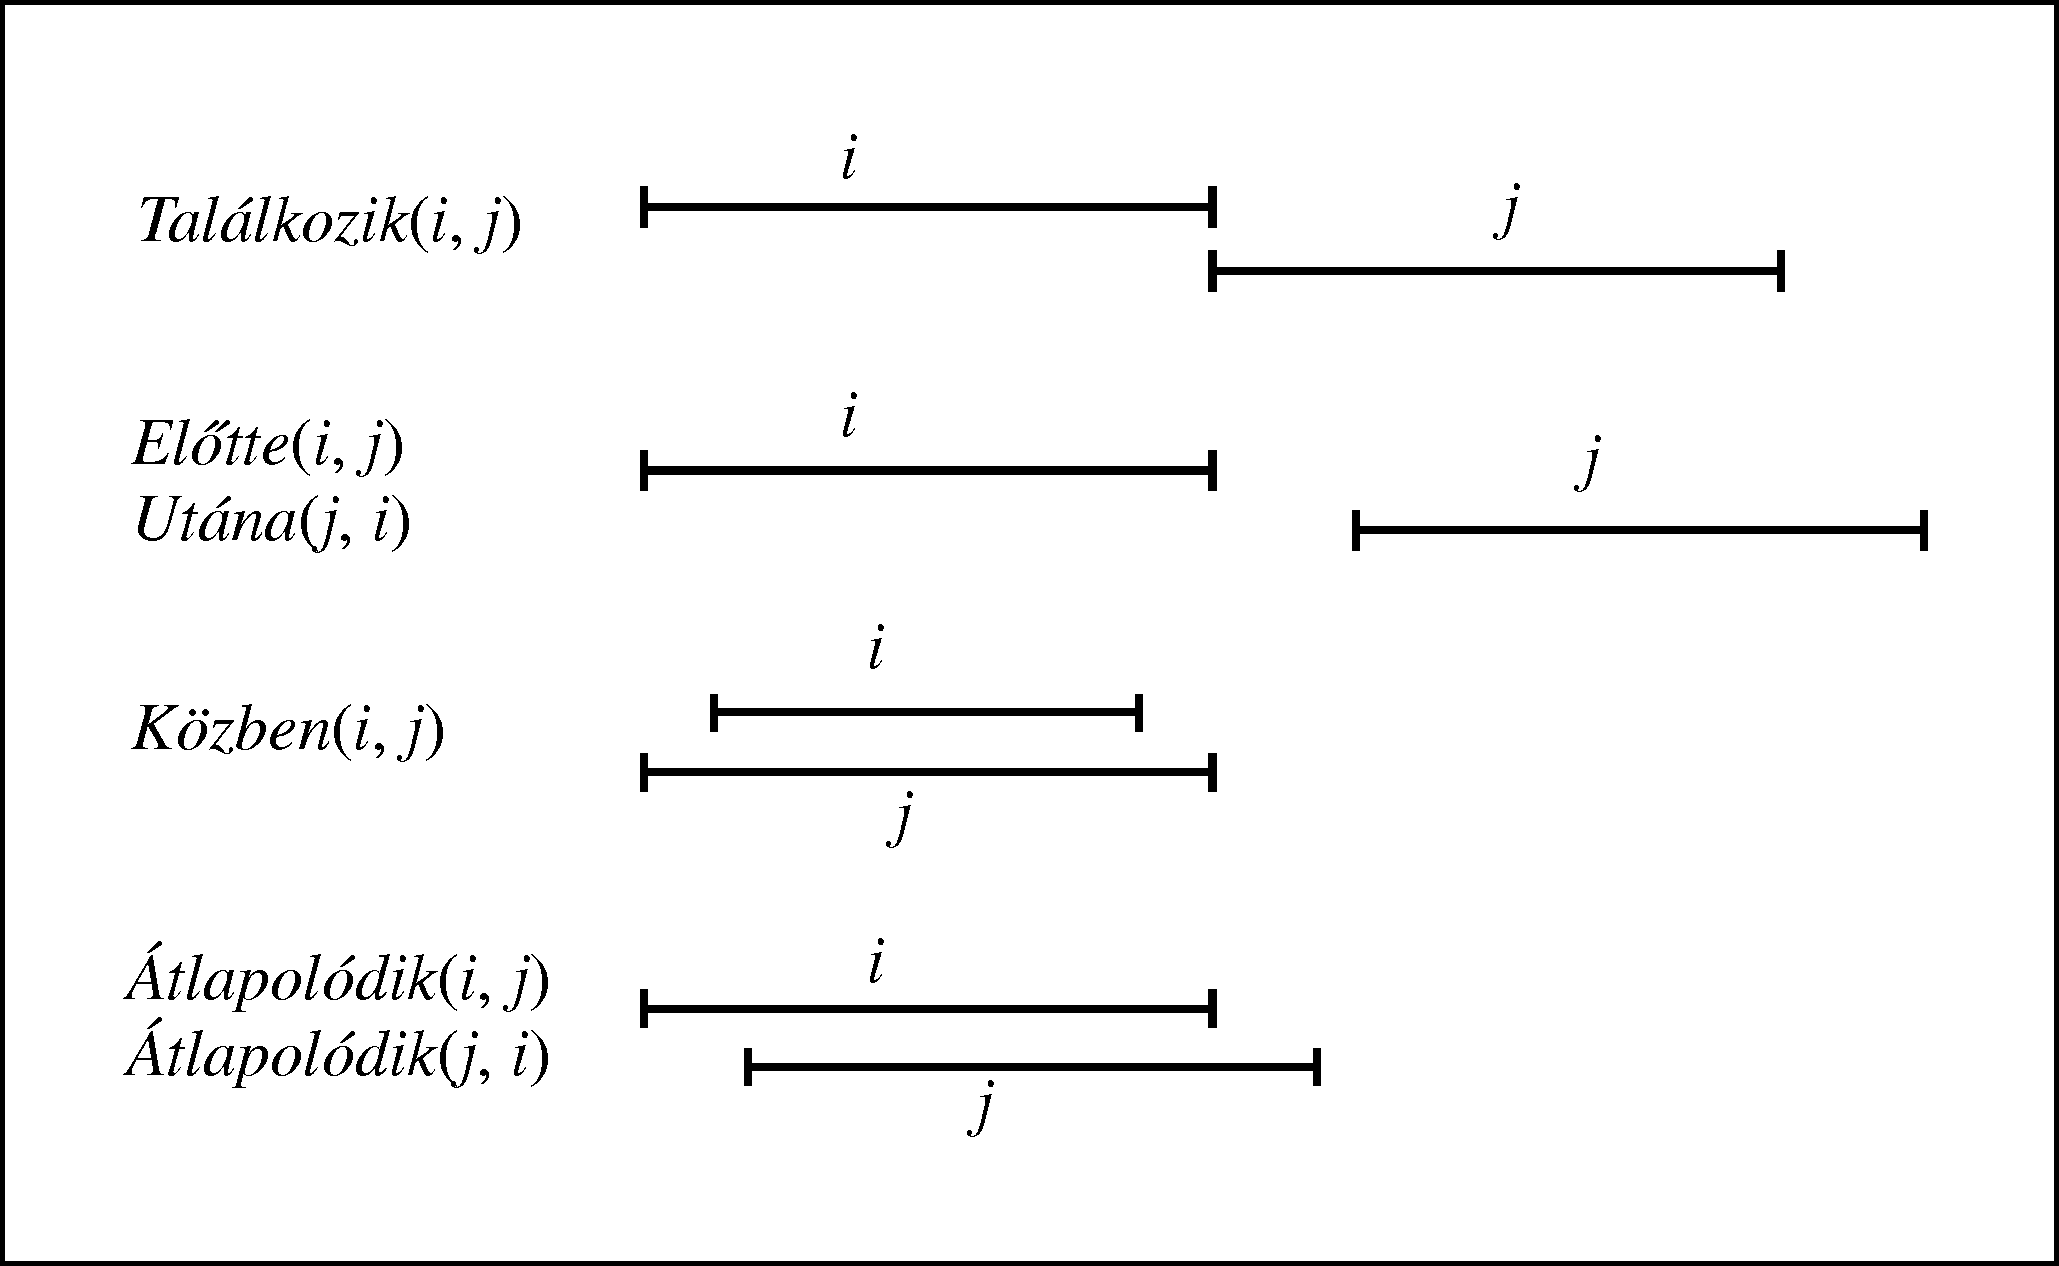 i
Találkozik(i, j)
j
i
Előtte(i, j)
j
Utána(j, i)
i
Közben(i, j)
j
i
Átlapolódik(i, j)
Átlapolódik(j, i)
j